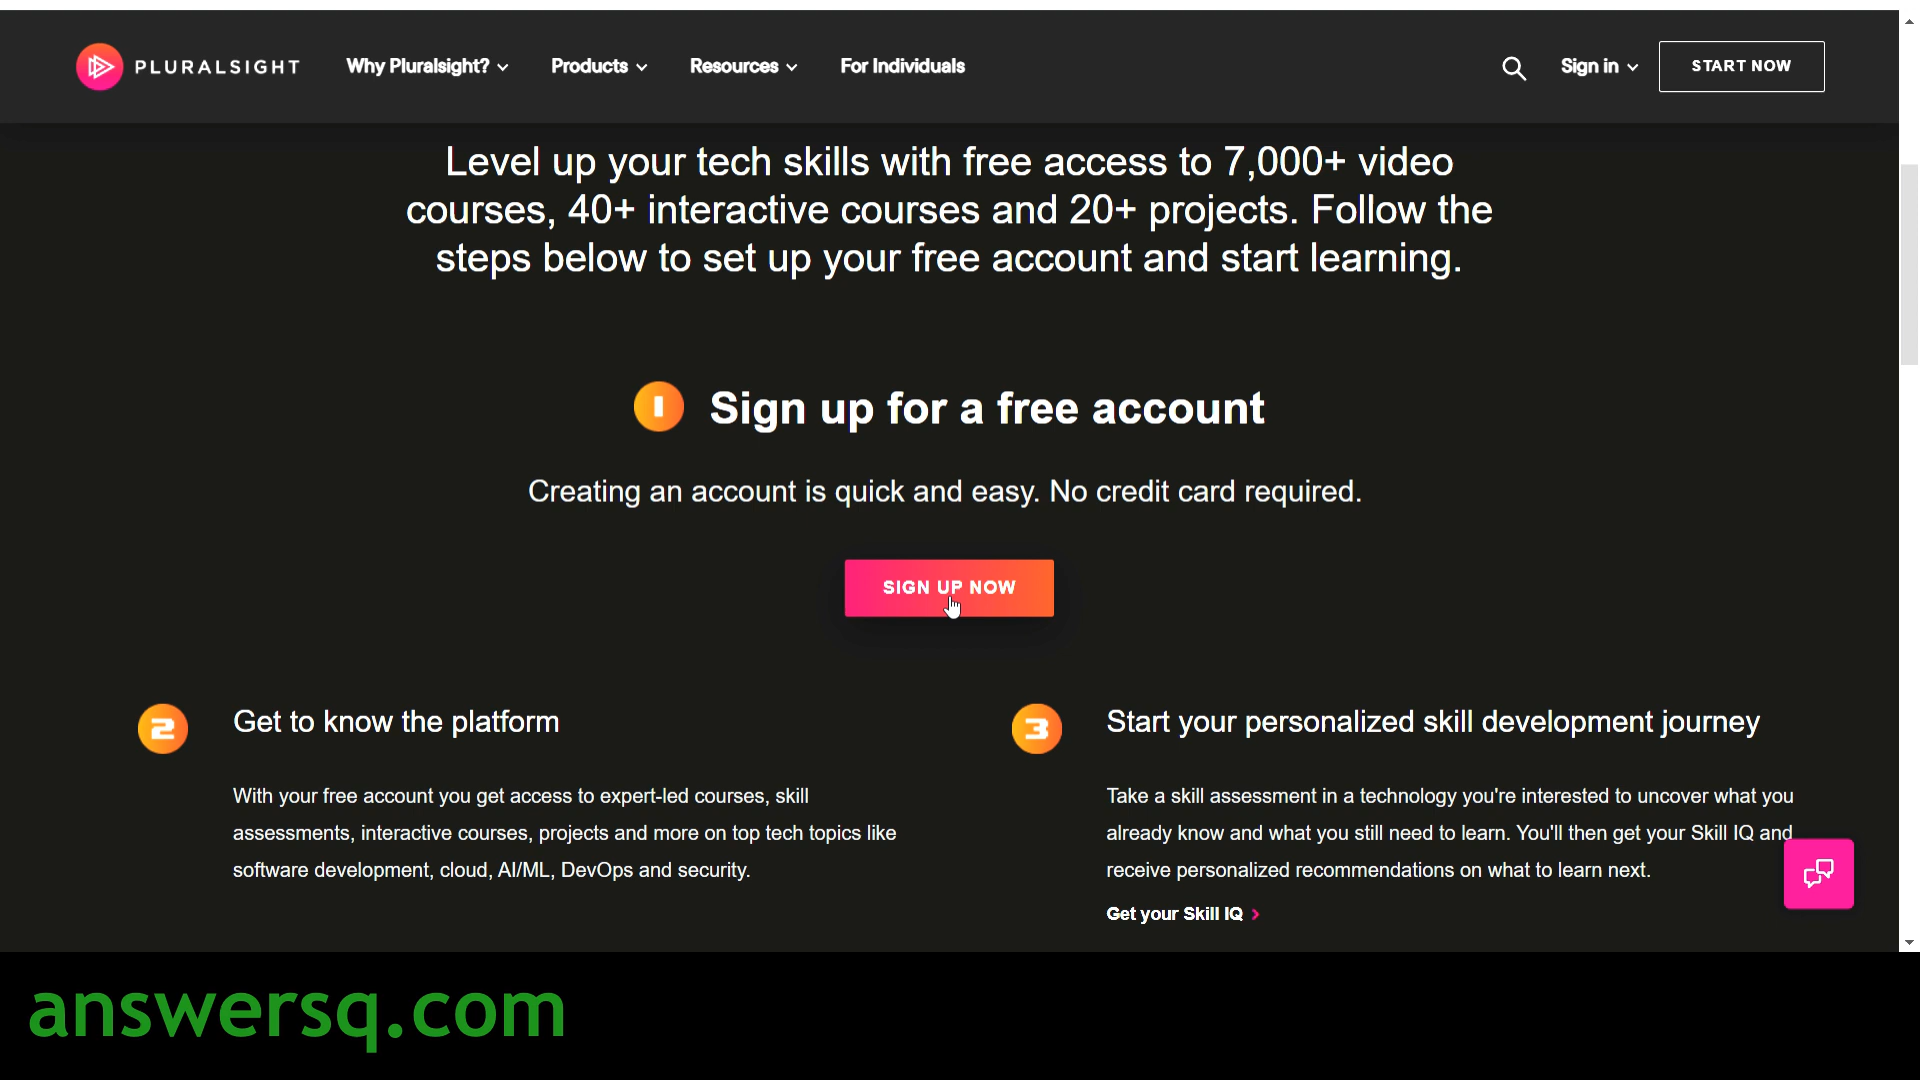 PLURALSIGHT Why Pluralsight? Products Resources For Individuals Sign in START NOW
Level up your tech skills with free access to 7,000+ video
courses, 40+ interactive courses and 20+ projects. Follow the
steps below to set up your free account and start learning.
1 Sign up for a free account
Creating an account is quick and easy. No credit card required.
SIGN UP NOW
2 Get to know the platform
With your free account you get access to expert-led courses, skill
assessments, interactive courses, projects and more on top tech topics like
software development, cloud, AI/ML, DevOps and security.
3 Start your personalized skill development journey
Take a skill assessment in a technology you're interested to uncover what you
already know and what you still need to learn. You'll then get your Skill IQ and
receive personalized recommendations on what to learn next.
Get your Skill IQ
answersq.com